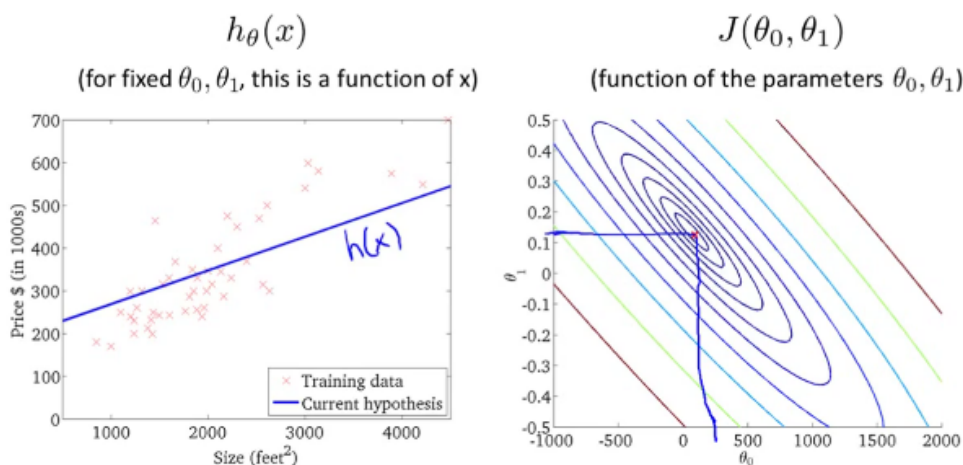 hθ(x)
(for fixed θ₀, θ₁, this is a function of x)
700
600
500
400
300
200
100
0
Price $ (in 1000s)
1000 2000 3000 4000
Size (feet²)
h(x)
Training data
Current hypothesis
J(θ₀, θ₁)
(function of the parameters θ₀, θ₁)
0.5
0.4
0.3
0.2
0.1
0
-0.1
-0.2
-0.3
-0.4
-0.5
θ₁
-1000 -500 0 500 1000 1500 2000
θ₀